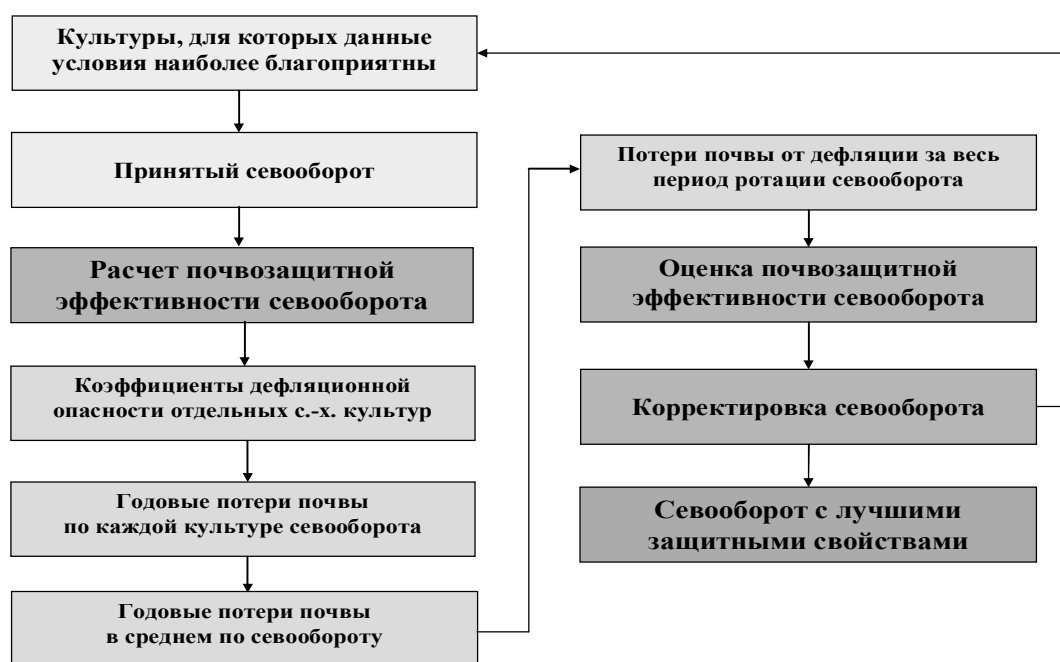 Культуры, для которых данные
условия наиболее благоприятны
Принятый севооборот
Расчет почвозащитной
эффективности севооборота
Коэффициенты дефляционной
опасности отдельных с.-х. культур
Годовые потери почвы
по каждой культуре севооборота
Годовые потери почвы
в среднем по севообороту
Потери почвы от дефляции за весь
период ротации севооборота
Оценка почвозащитной
эффективности севооборота
Корректировка севооборота
Севооборот с лучшими
защитными свойствами